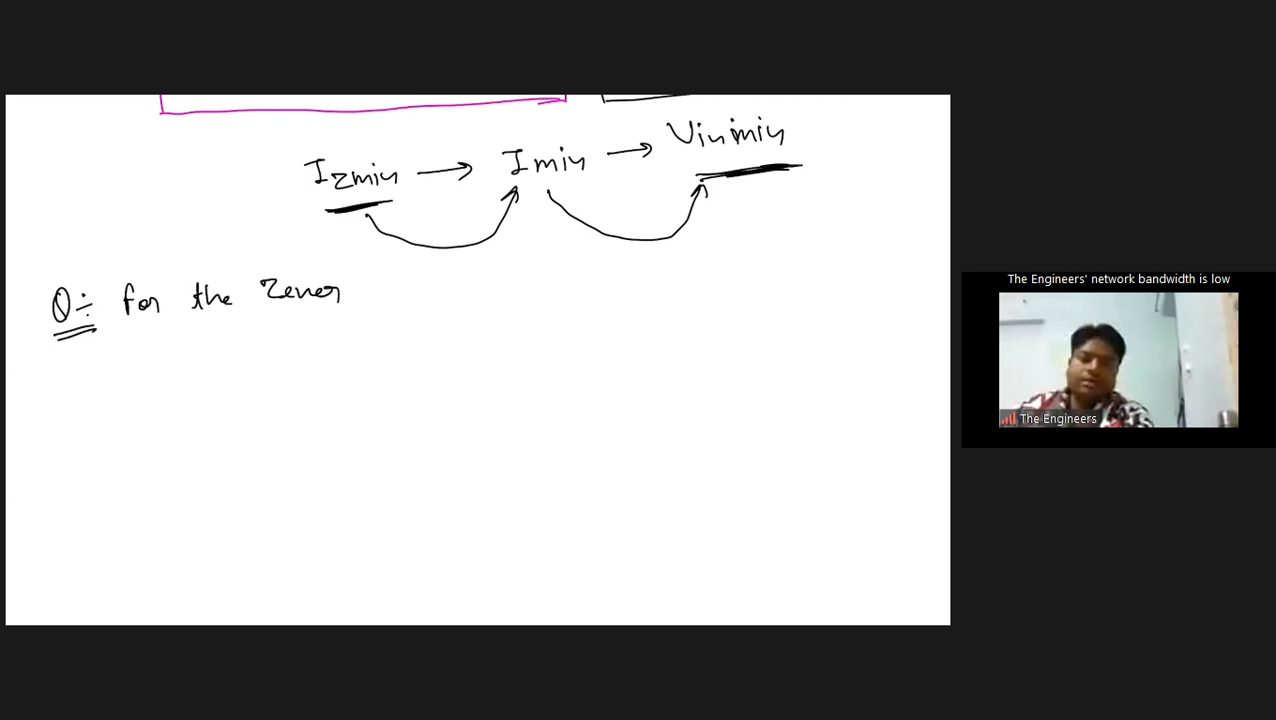 Izmin → Imin → Vinmin
Q÷ for the Zener
The Engineers' network bandwidth is low
The Engineers